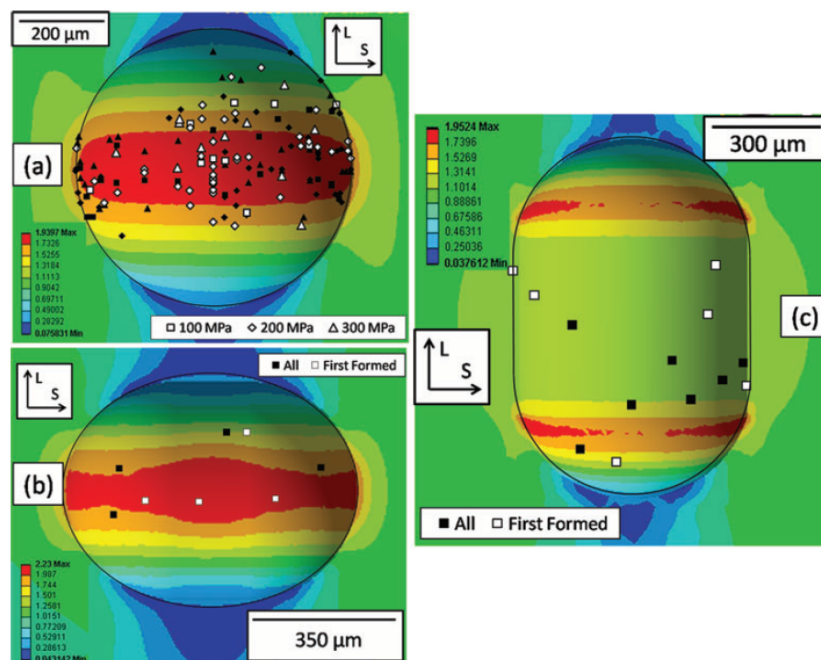 200 µm
L
S
(a)
1.9397 Max
1.7326
1.5255
1.3184
1.1113
0.9042
0.69711
0.49002
0.28292
0.075831 Min
100 MPa 200 MPa 300 MPa
All First Formed
L
S
(b)
2.23 Max
1.987
1.744
1.501
1.2581
1.0151
0.77209
0.52911
0.28613
0.043142 Min
350 µm
1.9524 Max
1.7396
1.5269
1.3141
1.1014
0.88861
0.67586
0.46311
0.25036
0.037612 Min
300 µm
(c)
L
S
All First Formed